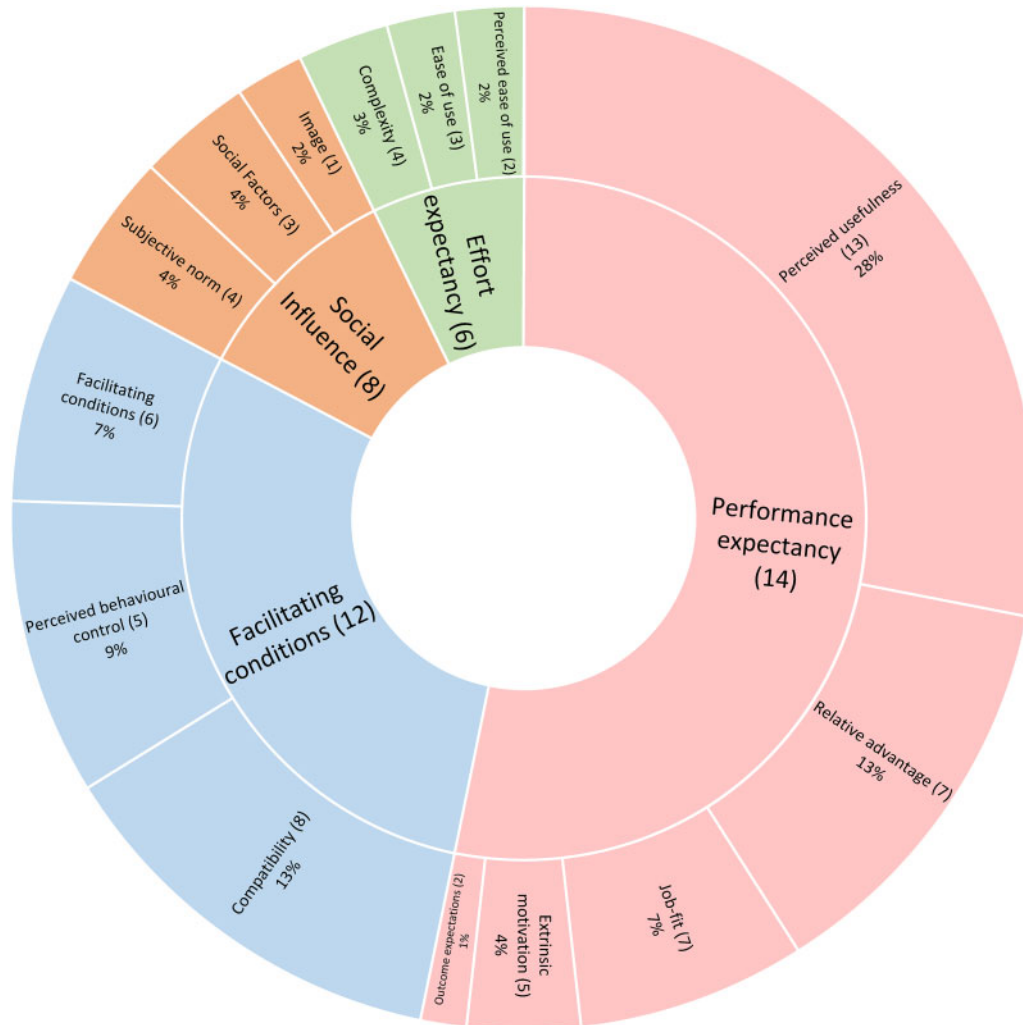 Perceived usefulness
(13)
28%
Relative advantage (7)
13%
Job-fit (7)
7%
Extrinsic
motivation (5)
4%
Outcome expectations (2)
1%
Compatibility (8)
13%
Perceived behavioural
control (5)
9%
Facilitating
conditions (6)
7%
Subjective norm (4)
4%
Social Factors (3)
4%
Image (1)
2%
Complexity (4)
3%
Ease of use (3)
2%
Perceived ease of use (2)
2%
Performance
expectancy
(14)
Facilitating
conditions (12)
Social
Influence (8)
Effort
expectancy (6)